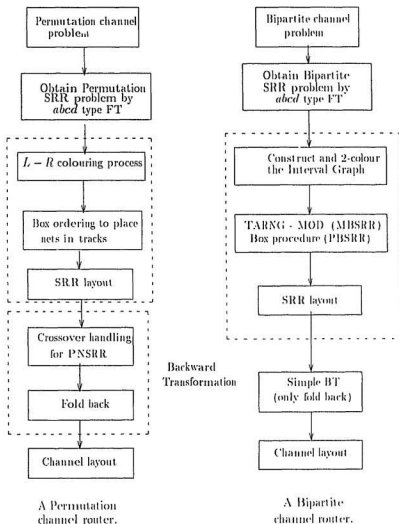 Permutation channel
problem
Obtain Permutation
SRR problem by
abcd type FT
L – R colouring process
Box ordering to place
nets in tracks
SRR layout
Crossover handling
for PNSRR
Fold back
Channel layout
A Permutation
channel router.
Backward
Transformation
Bipartite channel
problem
Obtain Bipartite
SRR problem by
abcd type FT
Construct and 2-colour
the Interval Graph
TARNG - MOD (MBSRR)
Box procedure (PBSRR)
SRR layout
Simple BT
(only fold back)
Channel layout
A Bipartite
channel router.